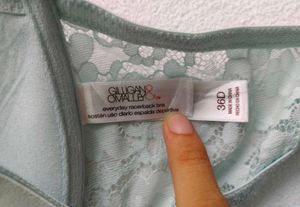 GILLIGAN &
O'MALLEY
everyday racerback bra
sostén uso diario espalda deportiva
36D